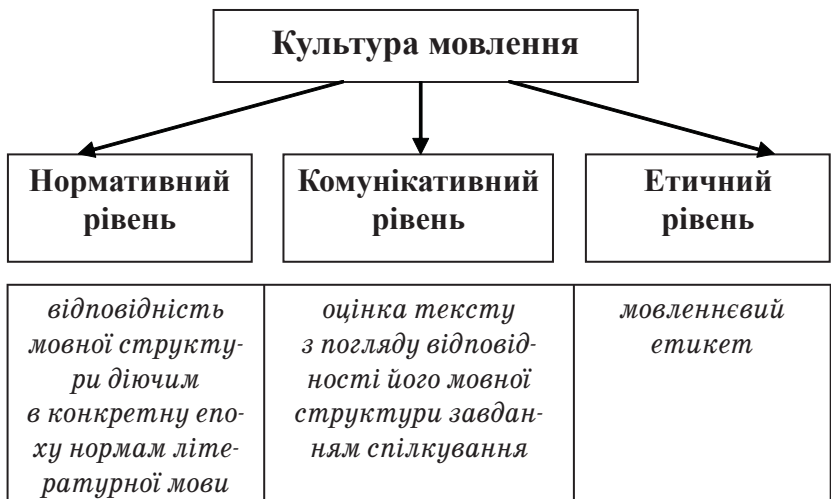 Культура мовлення
Нормативний
рівень
Комунікативний
рівень
Етичний
рівень
відповідність
мовної структу-
ри діючим
в конкретну епо-
ху нормам літе-
ратурної мови
оцінка тексту
з погляду відповід-
ності його мовної
структури завдан-
ням спілкування
мовленнєвий
етикет